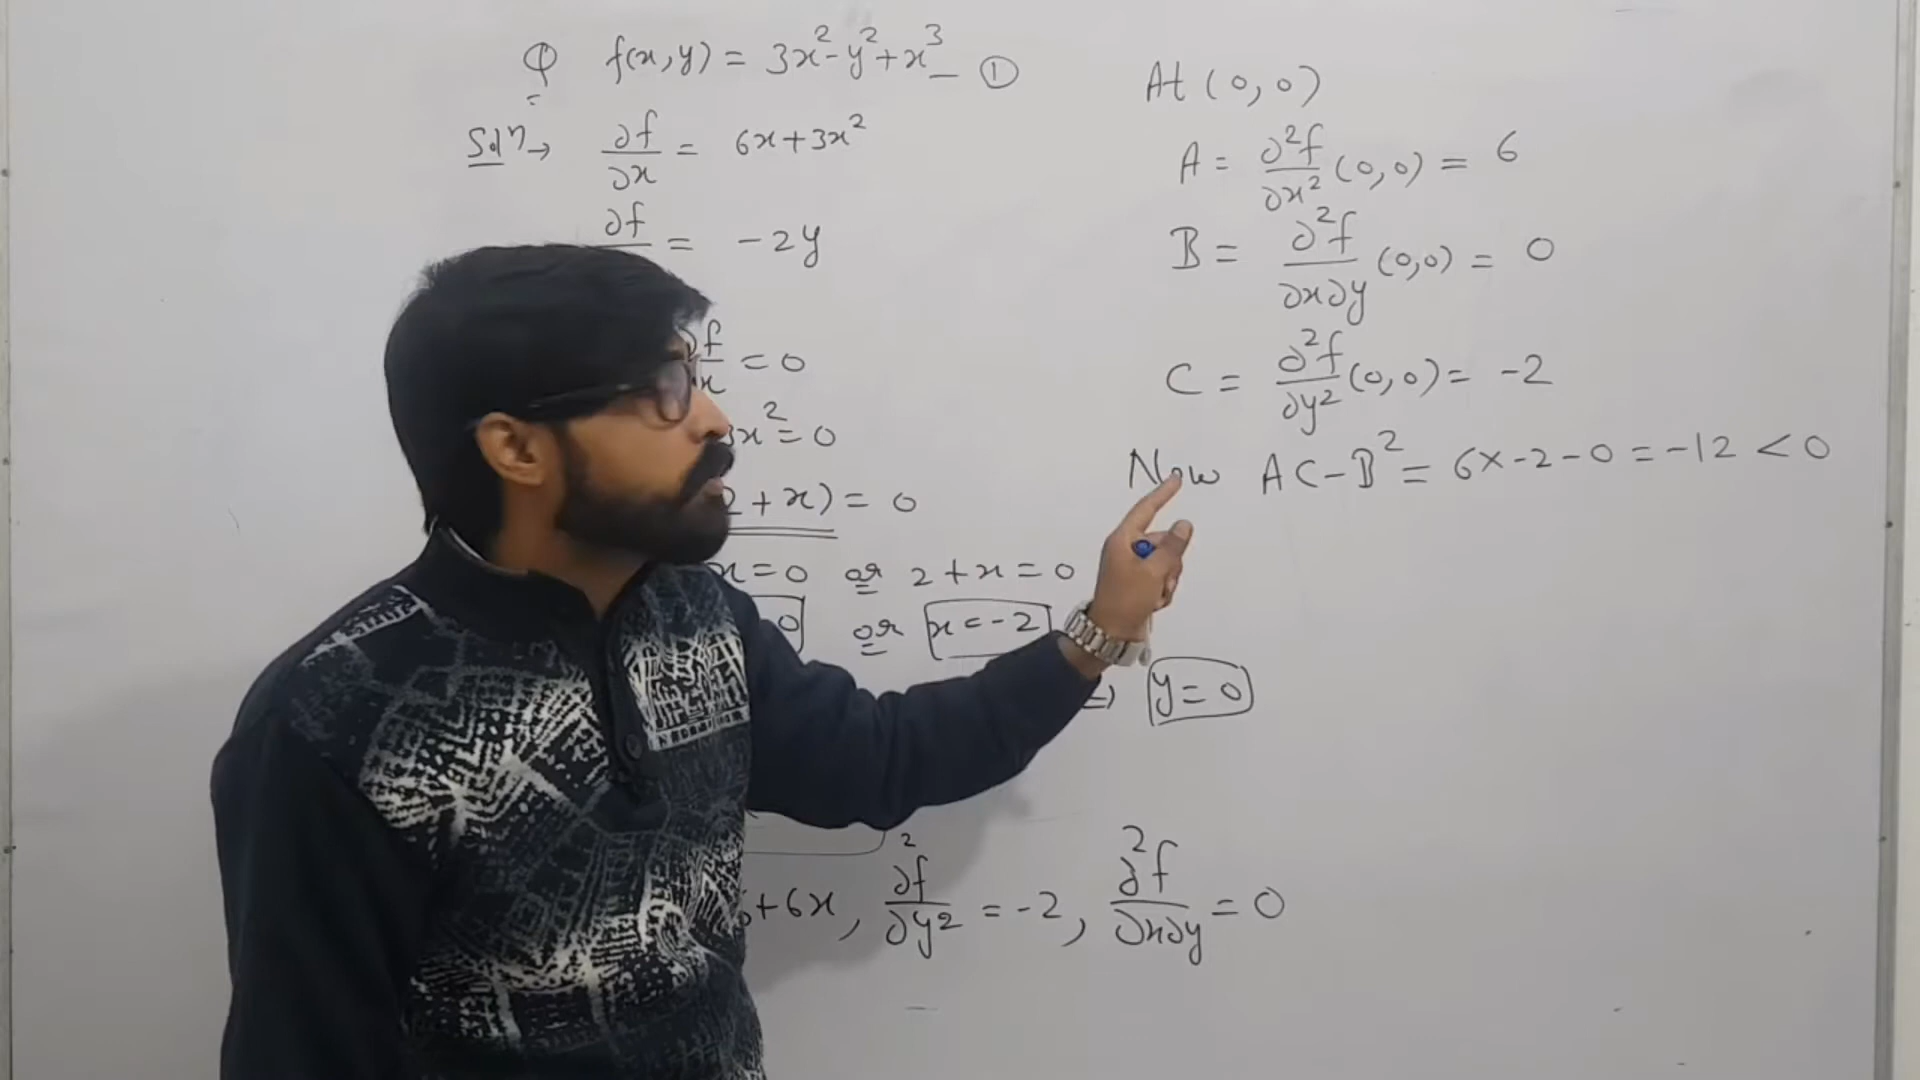 Q f(x,y) = 3x²-y²+x³ — ①
Solⁿ→ ∂f/∂x = 6x+3x²
∂f = -2y
∂f/x = 0
3x² = 0
2+x) = 0
x=0 or 2+x=0
0 or x=-2
⇒ y=0
6+6x, ∂²f/∂y² = -2, ∂²f/∂x∂y = 0
At (0,0)
A = ∂²f/∂x² (0,0) = 6
B = ∂²f/∂x∂y (0,0) = 0
C = ∂²f/∂y² (0,0) = -2
Now AC-B² = 6×-2-0 = -12 < 0